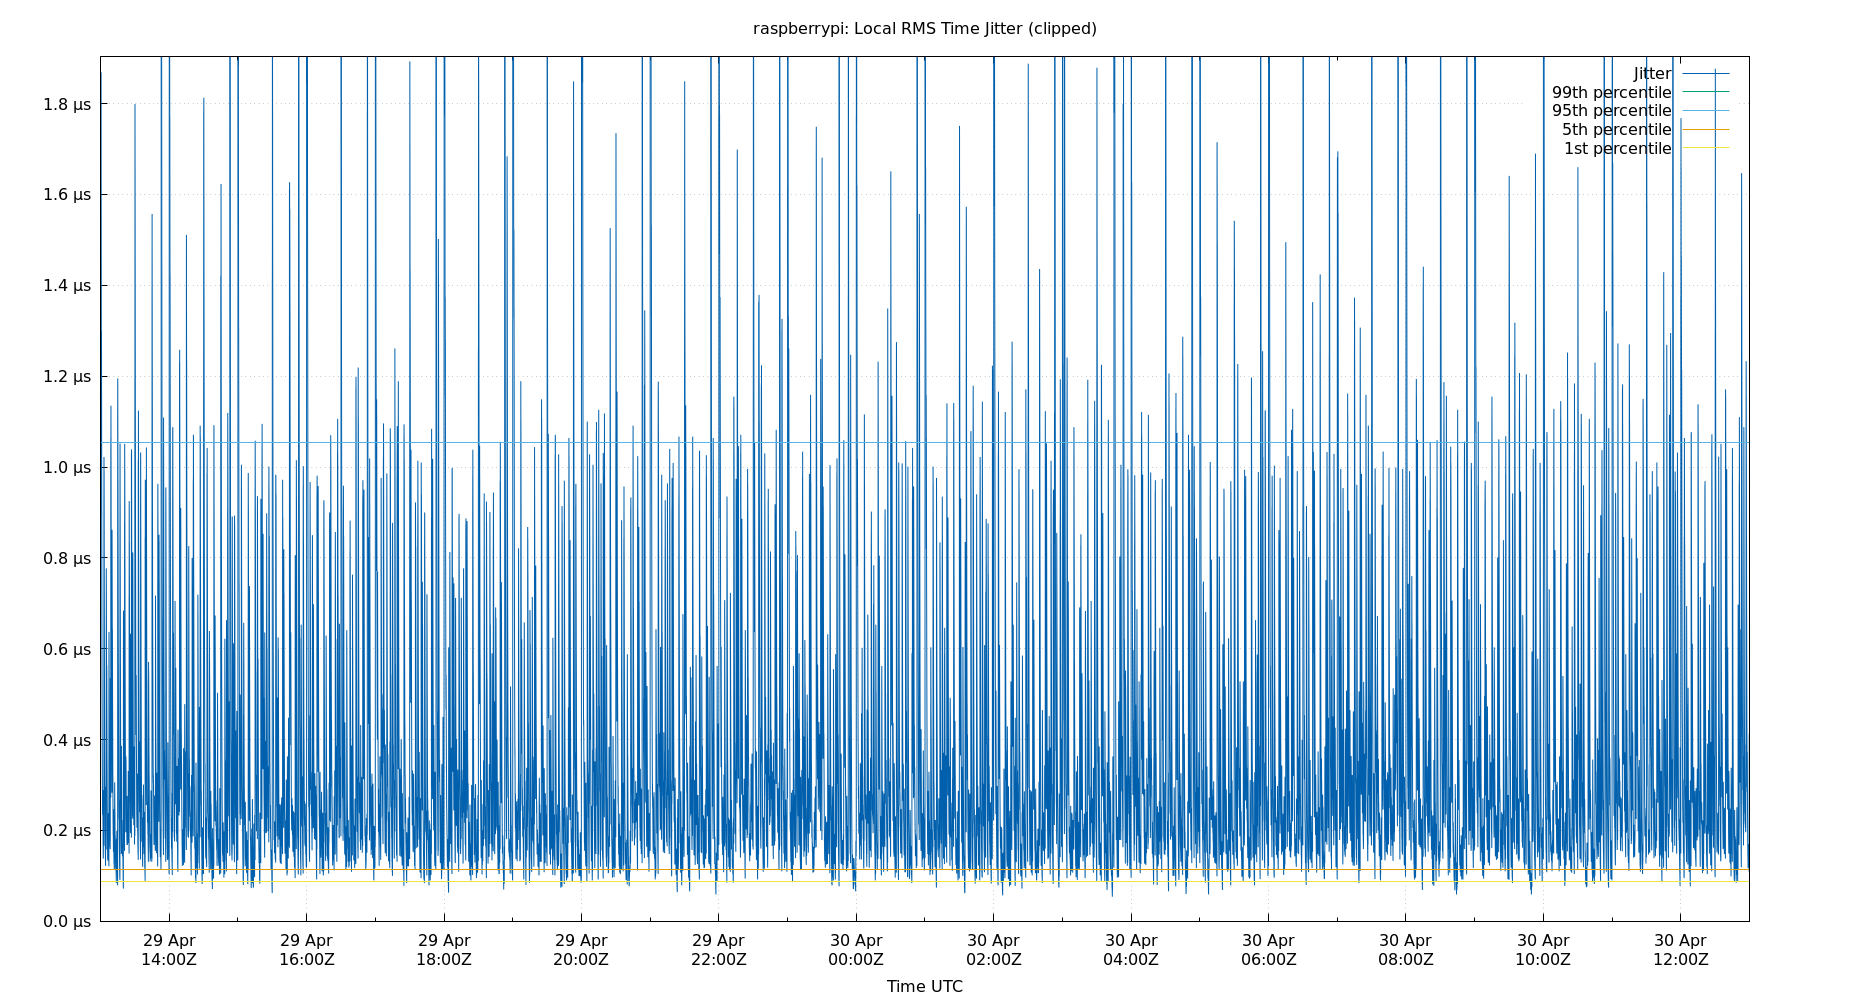 raspberrypi: Local RMS Time Jitter (clipped)
Jitter
99th percentile
95th percentile
5th percentile
1st percentile
1.8 µs
1.6 µs
1.4 µs
1.2 µs
1.0 µs
0.8 µs
0.6 µs
0.4 µs
0.2 µs
0.0 µs
29 Apr 29 Apr 29 Apr 29 Apr 29 Apr 30 Apr 30 Apr 30 Apr 30 Apr 30 Apr 30 Apr 30 Apr
14:00Z 16:00Z 18:00Z 20:00Z 22:00Z 00:00Z 02:00Z 04:00Z 06:00Z 08:00Z 10:00Z 12:00Z
Time UTC